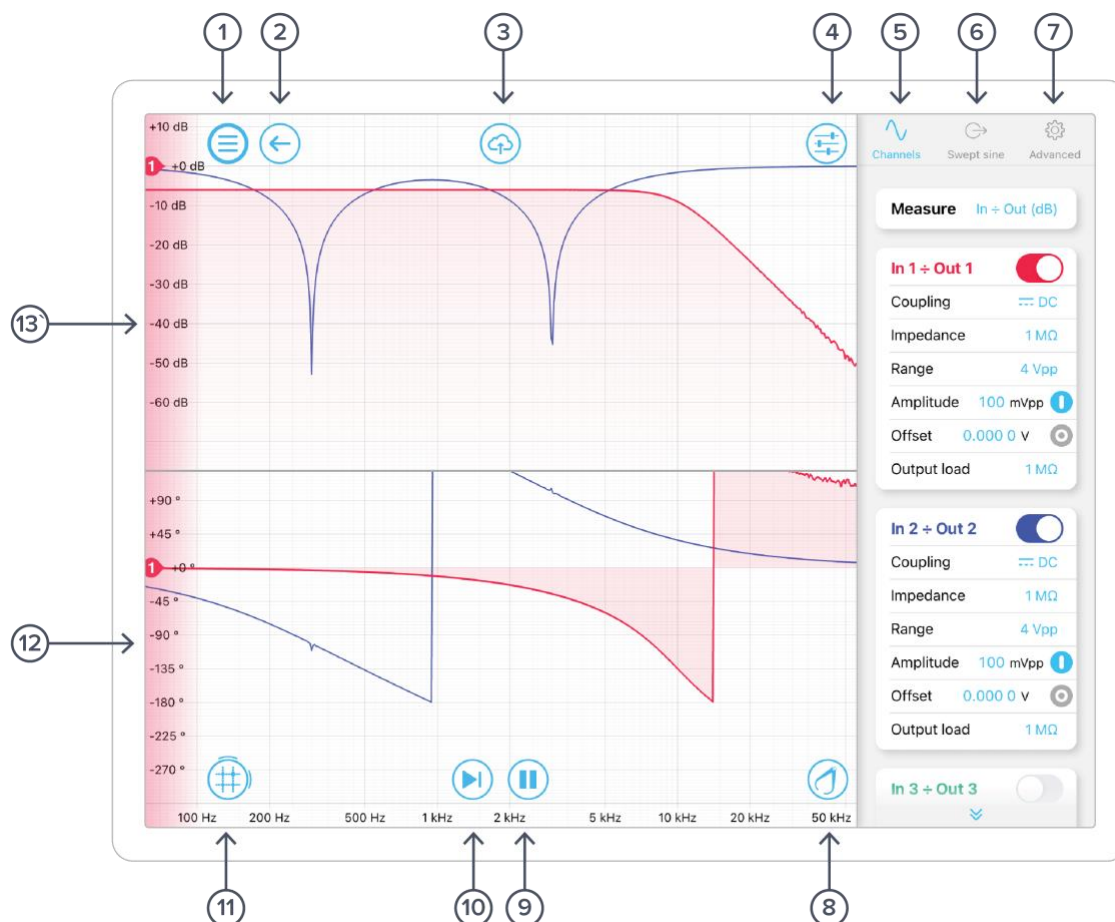 1
2
3
4
5
6
7
+10 dB
1
+0 dB
-10 dB
-20 dB
-30 dB
-40 dB
-50 dB
-60 dB
13`
+90 °
+45 °
1
+0 °
-45 °
-90 °
-135 °
-180 °
-225 °
-270 °
12
100 Hz
200 Hz
500 Hz
1 kHz
2 kHz
5 kHz
10 kHz
20 kHz
50 kHz
Channels
Swept sine
Advanced
Measure In ÷ Out (dB)
In 1 ÷ Out 1
Coupling DC
Impedance 1 MΩ
Range 4 Vpp
Amplitude 100 mVpp
Offset 0.000 0 V
Output load 1 MΩ
In 2 ÷ Out 2
Coupling DC
Impedance 1 MΩ
Range 4 Vpp
Amplitude 100 mVpp
Offset 0.000 0 V
Output load 1 MΩ
In 3 ÷ Out 3
11
10
9
8